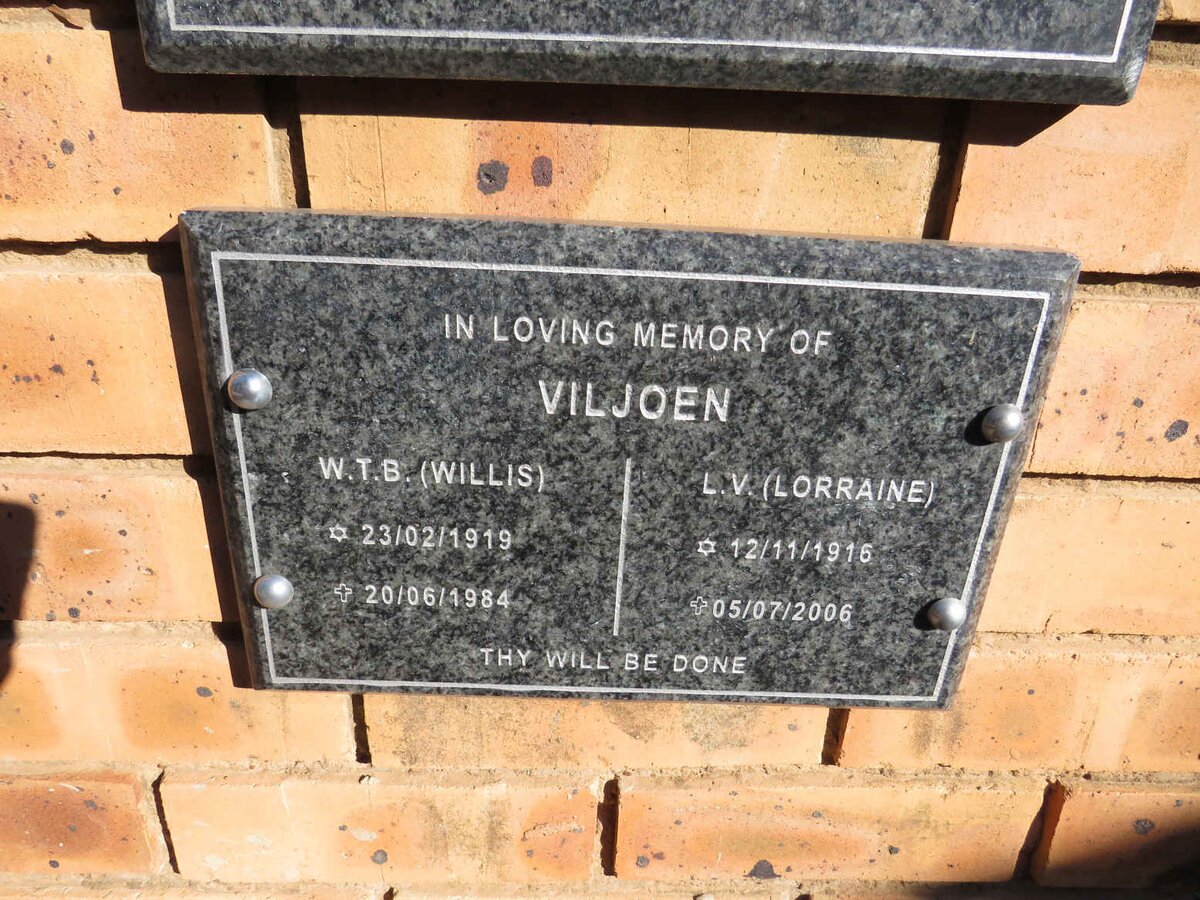 IN LOVING MEMORY OF
VILJOEN
W.T.B. (WILLIS)
✡ 23/02/1919
✝ 20/06/1984
L.V. (LORRAINE)
✡ 12/11/1916
✝ 05/07/2006
THY WILL BE DONE